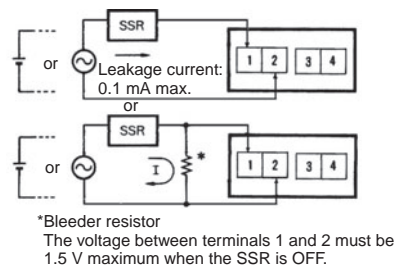 SSR
or
Leakage current:
0.1 mA max.
1 2 3 4
or
SSR
or
I
*
1 2 3 4
*Bleeder resistor
The voltage between terminals 1 and 2 must be
1.5 V maximum when the SSR is OFF.